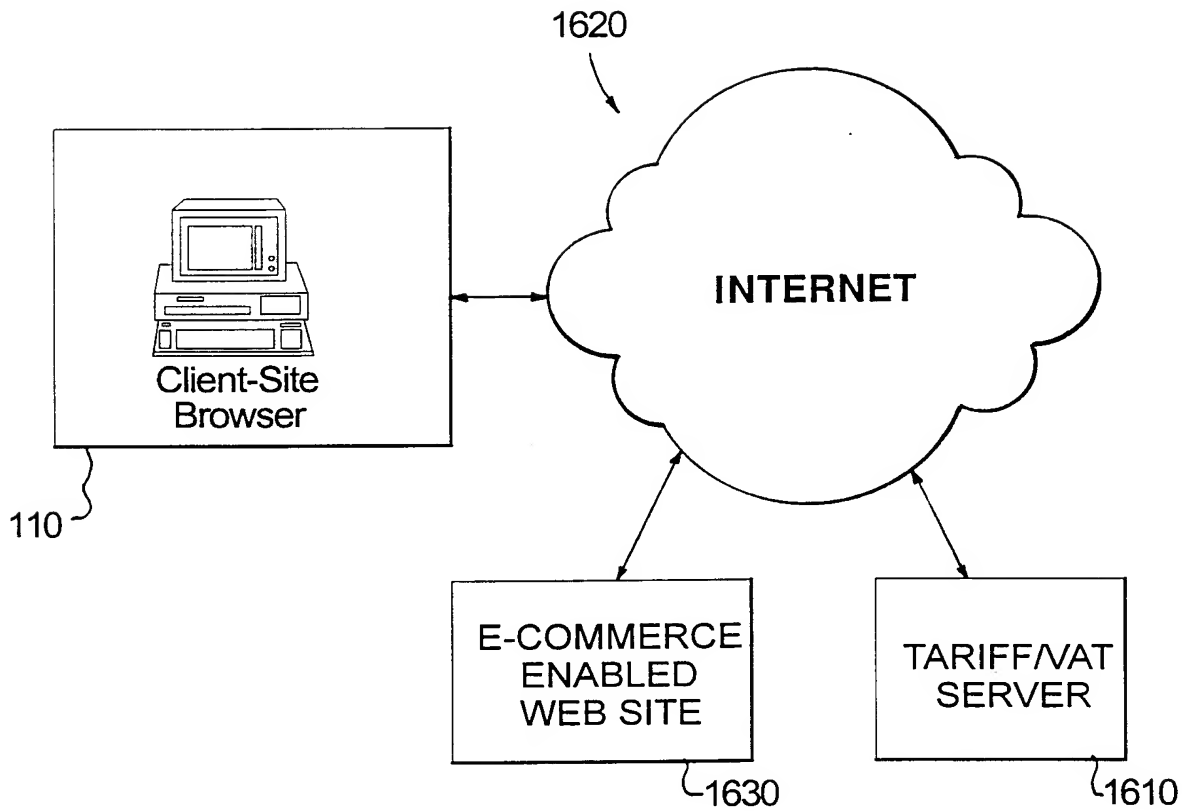 1620
INTERNET
Client-Site
Browser
110
E-COMMERCE
ENABLED
WEB SITE
TARIFF/VAT
SERVER
1630
1610